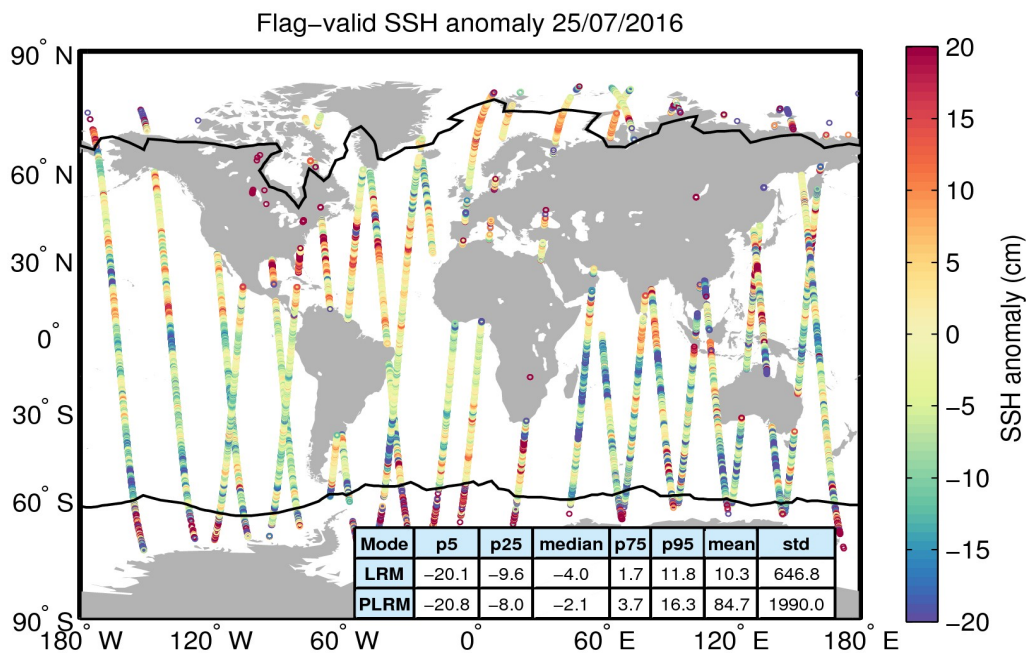 Flag−valid SSH anomaly 25/07/2016
90° N
60° N
30° N
0°
30° S
60° S
90° S
180° W
120° W
60° W
0°
60° E
120° E
180° E
Mode p5 p25 median p75 p95 mean std
LRM −20.1 −9.6 −4.0 1.7 11.8 10.3 646.8
PLRM −20.8 −8.0 −2.1 3.7 16.3 84.7 1990.0
20
15
10
5
0
−5
−10
−15
−20
SSH anomaly (cm)